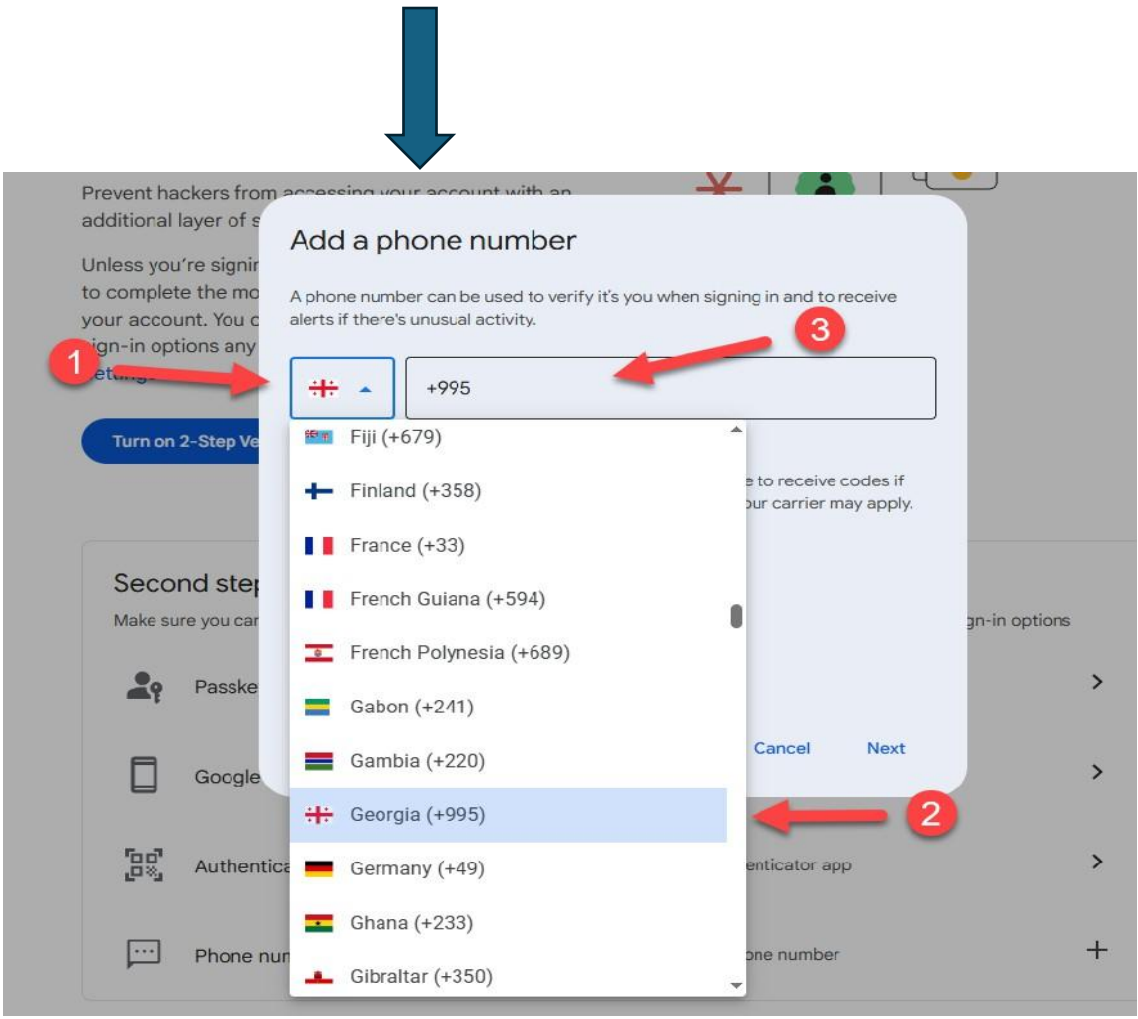 Prevent hackers from accessing your account with an
additional layer of s
Add a phone number
Unless you're signin
to complete the mo
your account. You c
sign-in options any
settings
A phone number can be used to verify it's you when signing in and to receive
alerts if there's unusual activity.
3
1
+995
Turn on 2-Step Ve
Fiji (+679)
Finland (+358)
France (+33)
French Guiana (+594)
French Polynesia (+689)
Gabon (+241)
Gambia (+220)
Georgia (+995)
Germany (+49)
Ghana (+233)
Gibraltar (+350)
e to receive codes if
our carrier may apply.
Cancel Next
2
Second step
Make sure you can
gn-in options
Passke
Google
Authentica
enticator app
Phone num
one number